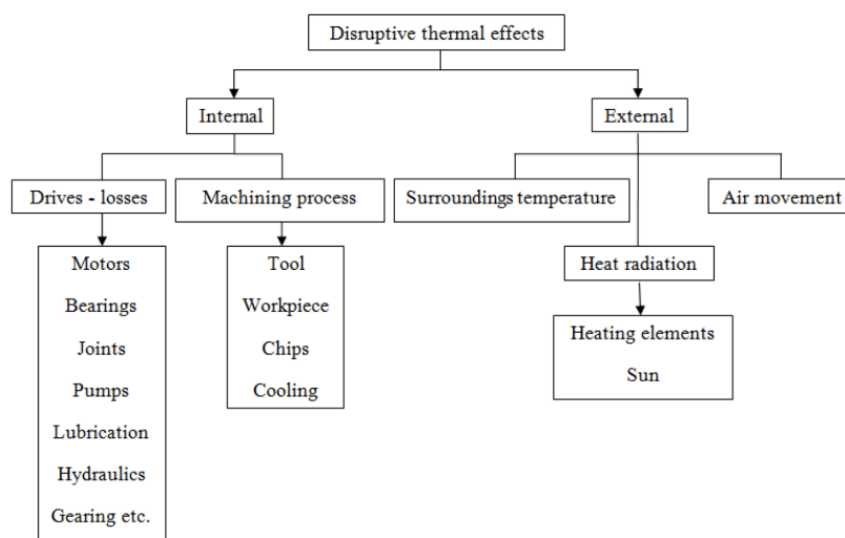 Disruptive thermal effects
Internal
External
Drives - losses
Machining process
Surroundings temperature
Air movement
Motors
Bearings
Joints
Pumps
Lubrication
Hydraulics
Gearing etc.
Tool
Workpiece
Chips
Cooling
Heat radiation
Heating elements
Sun